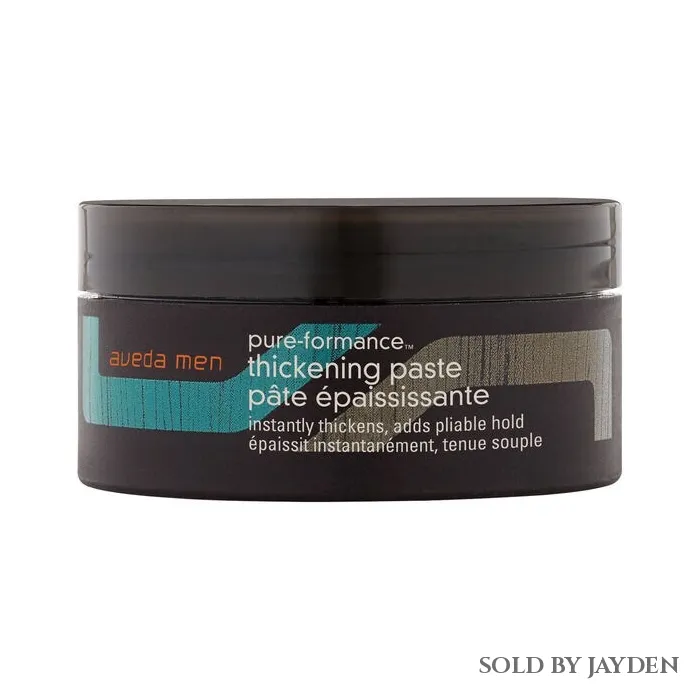 aveda men
pure-formance™
thickening paste
pâte épaississante
instantly thickens, adds pliable hold
épaissit instantanément, tenue souple
SOLD BY JAYDEN